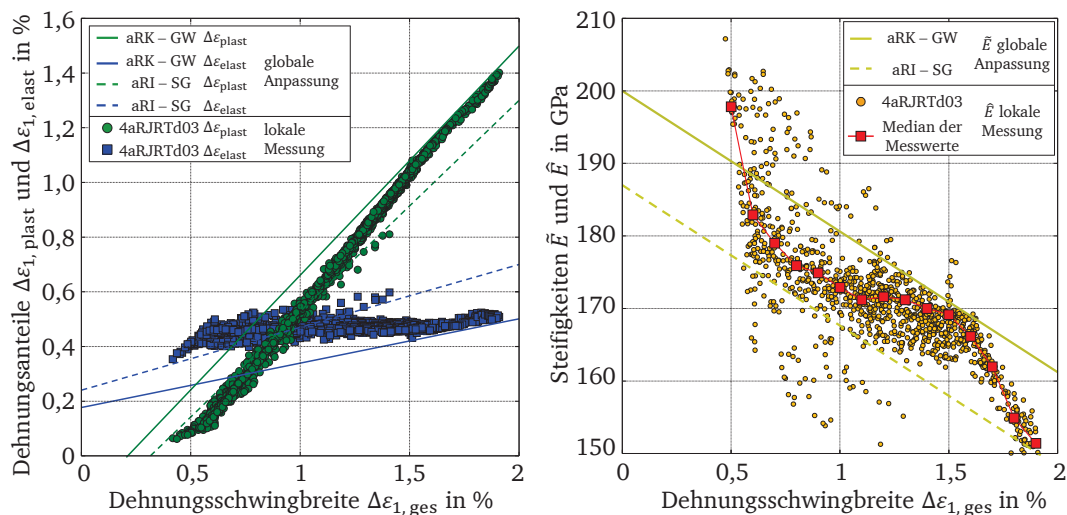 Dehnungsanteile Δε1, plast und Δε1, elast in %
1,6
1,4
1,2
1,0
0,8
0,6
0,4
0,2
0
0
0,5
1
1,5
2
Dehnungsschwingbreite Δε1, ges in %
aRK – GW Δεplast
aRK – GW Δεelast
aRI – SG Δεplast
aRI – SG Δεelast
globale
Anpassung
4aRJRTd03 Δεplast
4aRJRTd03 Δεelast
lokale
Messung
Steifigkeiten Ẽ und Ê in GPa
200
190
180
170
160
150
0
0,5
1
1,5
2
Dehnungsschwingbreite Δε1, ges in %
aRK – GW
aRI – SG
Ẽ globale
Anpassung
4aRJRTd03
Median der
Messwerte
Ê lokale
Messung